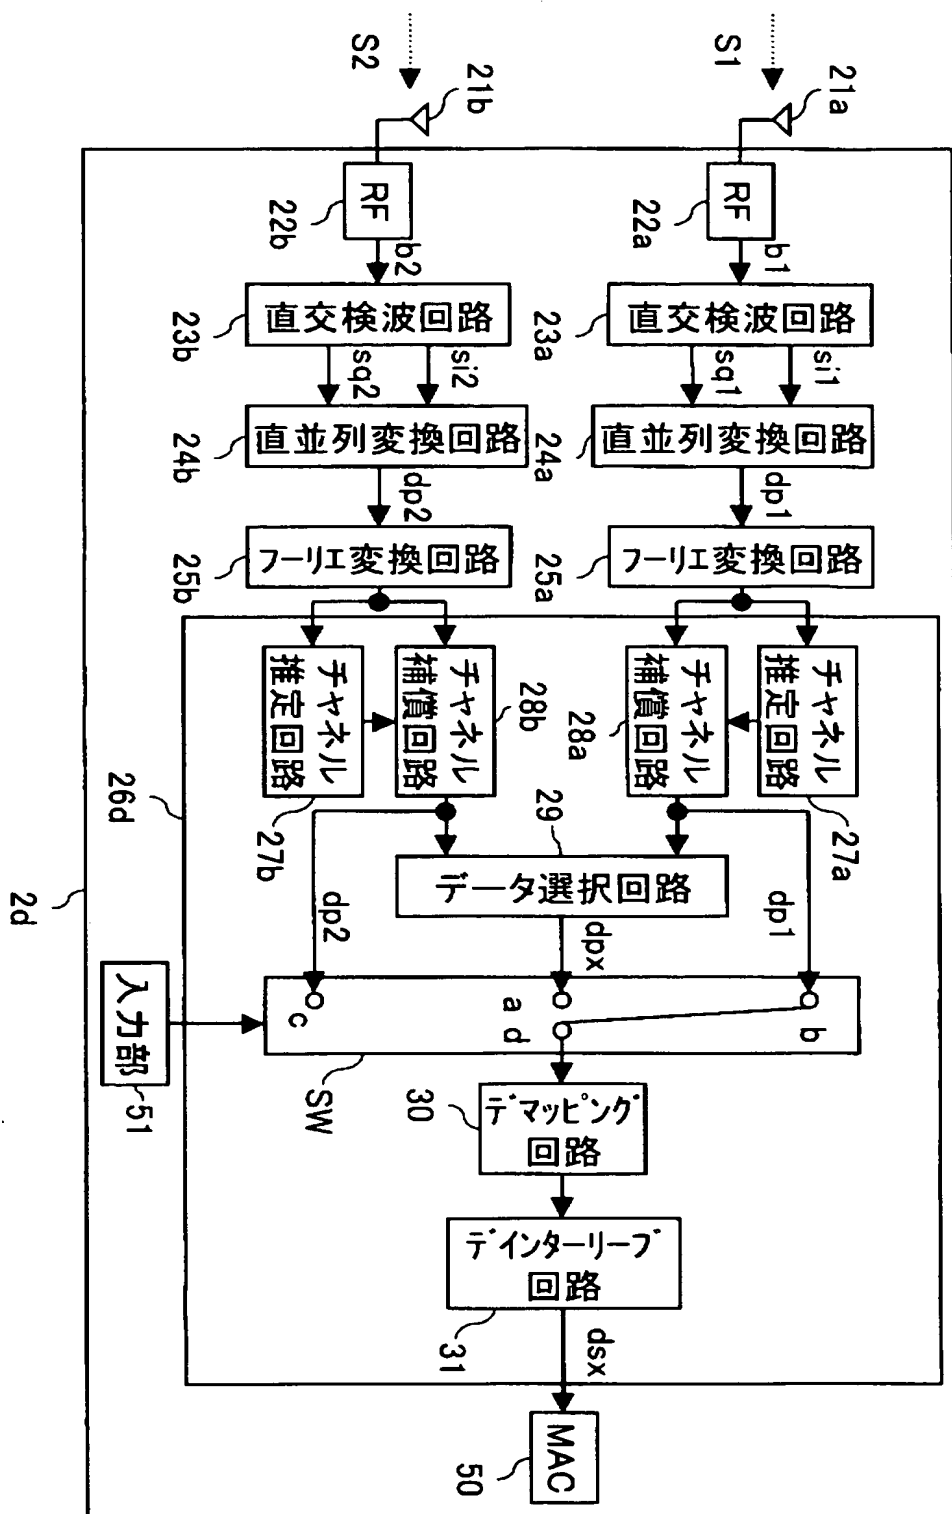 S2
S1
21b
21a
RF
RF
22b
22a
b2
b1
直交検波回路
直交検波回路
23b
23a
sq2
si2
sq1
si1
直並列変換回路
直並列変換回路
24b
24a
dp2
dp1
フーリエ変換回路
フーリエ変換回路
25b
25a
チャネル
推定回路
チャネル
補償回路
チャネル
補償回路
チャネル
推定回路
28b
28a
26d
27b
29
27a
データ選択回路
2d
dp2
dpx
dp1
入力部
51
c
a
d
b
SW
30
デマッピング
回路
デインターリーブ
回路
31
dsx
MAC
50